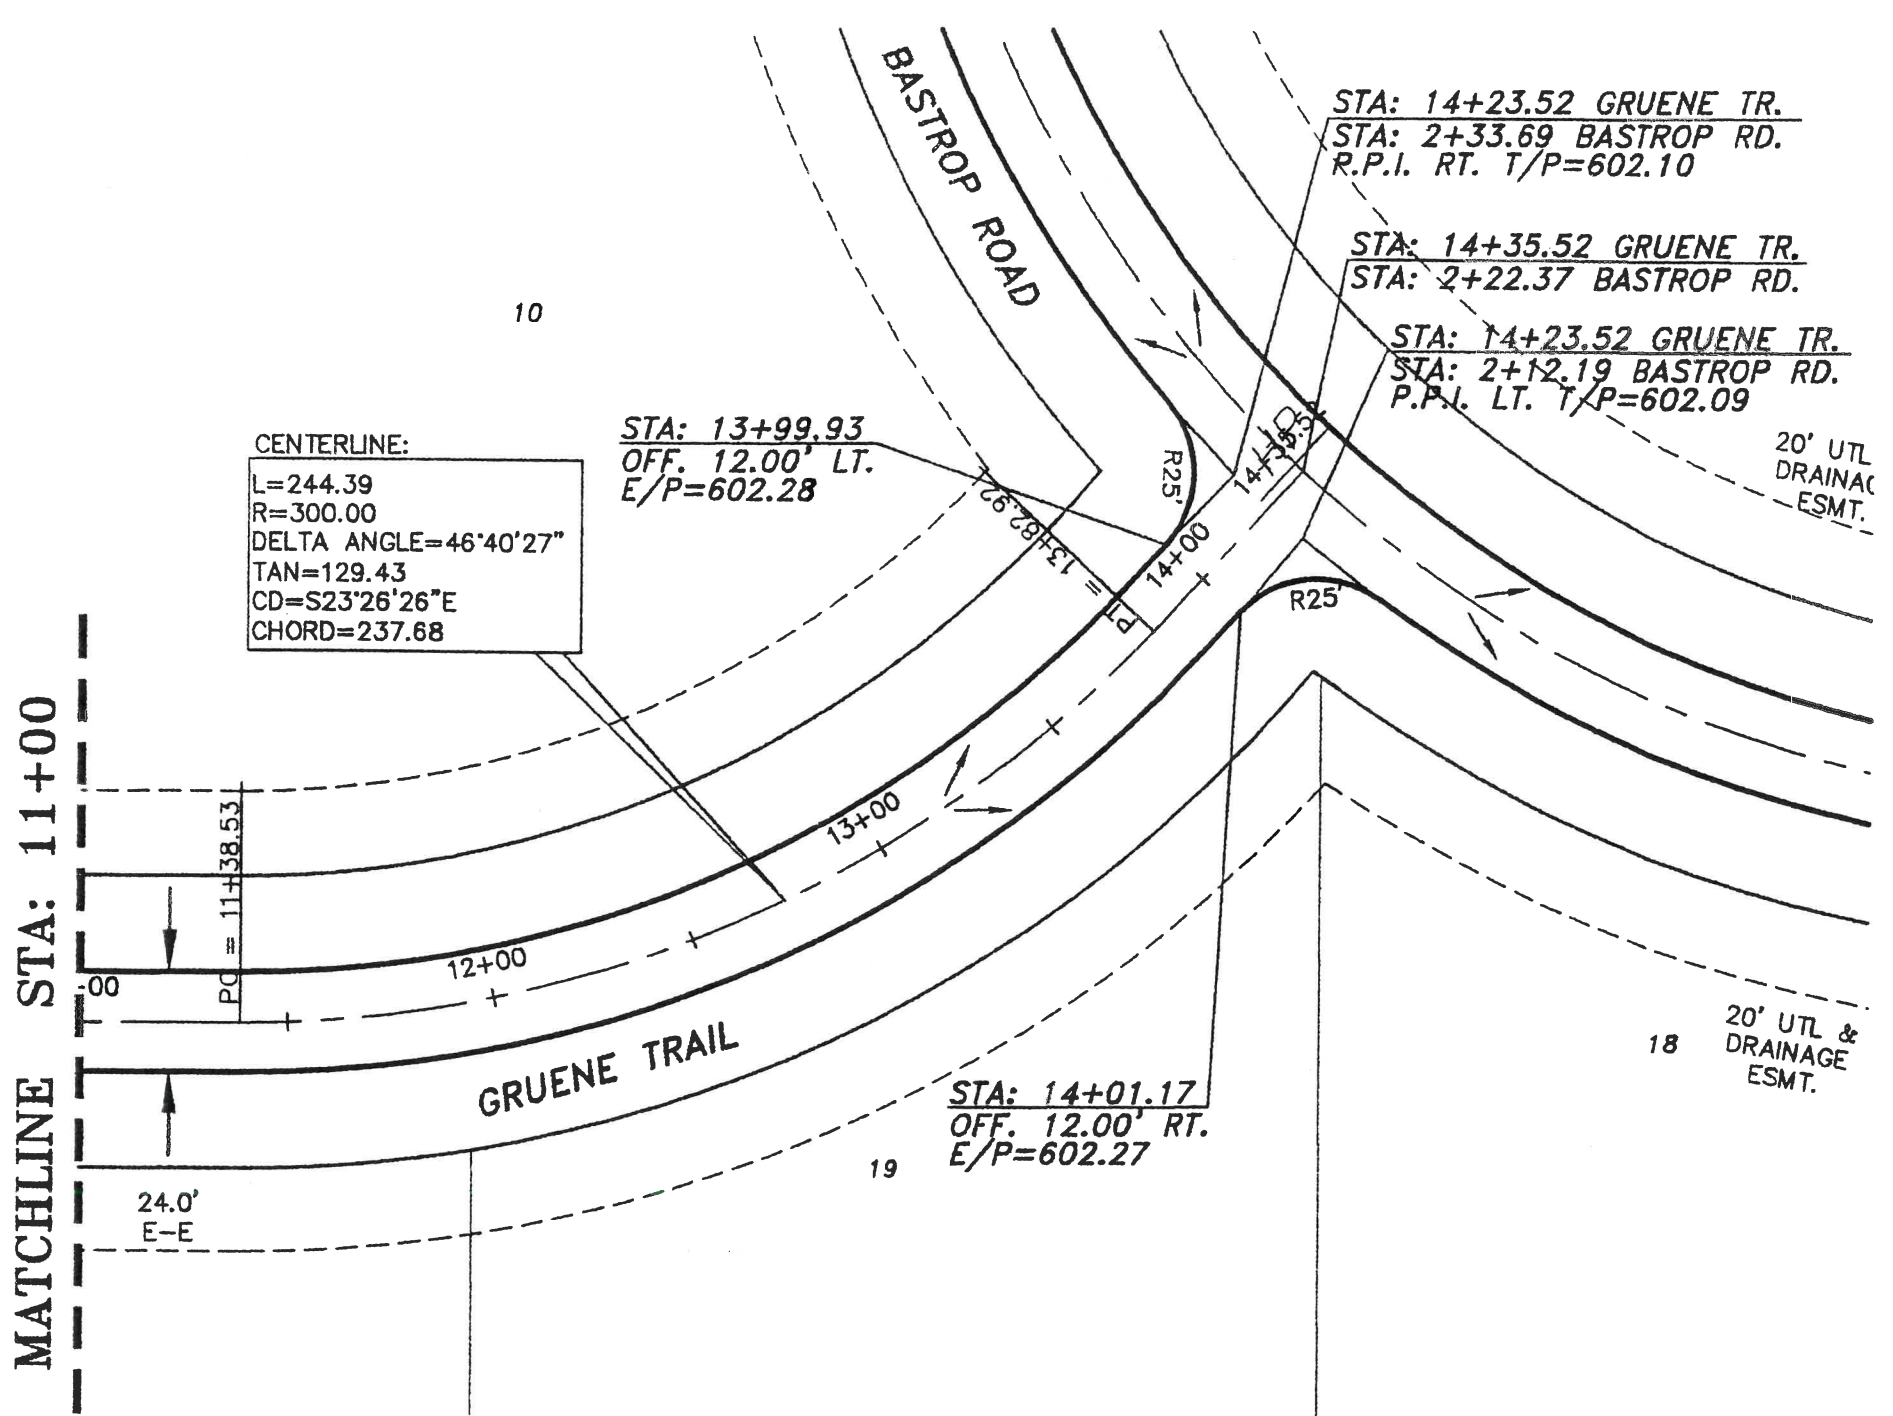 BASTROP ROAD
STA: 14+23.52 GRUENE TR.
STA: 2+33.69 BASTROP RD.
R.P.I. RT. T/P=602.10
STA: 14+35.52 GRUENE TR.
STA: 2+22.37 BASTROP RD.
STA: 14+23.52 GRUENE TR.
STA: 2+12.19 BASTROP RD.
P.P.I. LT. T/P=602.09
10
STA: 13+99.93
OFF. 12.00' LT.
E/P=602.28
20' UTL
DRAINAG
ESMT.
CENTERLINE:
L=244.39
R=300.00
DELTA ANGLE=46°40'27"
TAN=129.43
CD=S23°26'26"E
CHORD=237.68
R25'
14+35.52
PT = 13+82.92
14+00
R25'
13+00
PC = 11+38.53
12+00
-00
MATCHLINE STA: 11+00
GRUENE TRAIL
STA: 14+01.17
OFF. 12.00' RT.
E/P=602.27
19
18
20' UTL &
DRAINAGE
ESMT.
24.0'
E-E